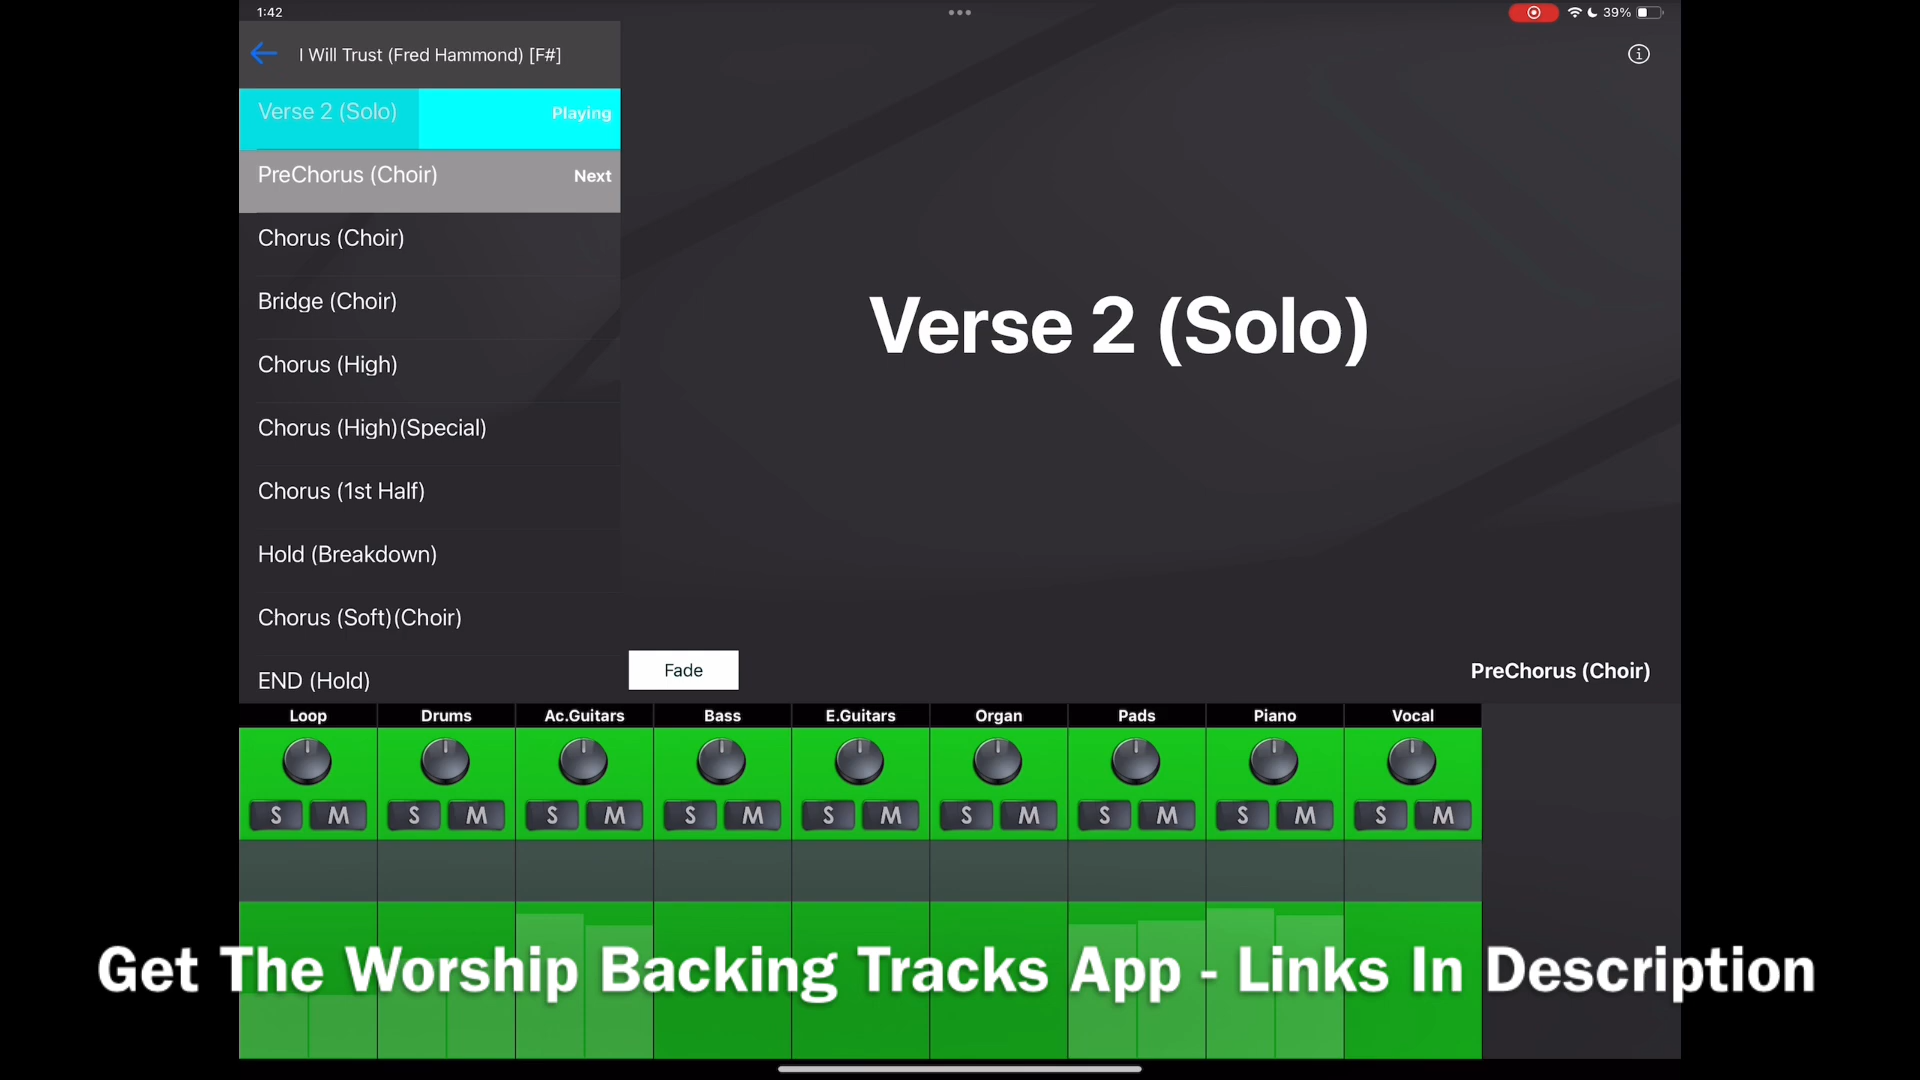 1:42
39%
I Will Trust (Fred Hammond) [F#]
Verse 2 (Solo) Playing
PreChorus (Choir) Next
Chorus (Choir)
Bridge (Choir)
Chorus (High)
Chorus (High)(Special)
Chorus (1st Half)
Hold (Breakdown)
Chorus (Soft)(Choir)
END (Hold)
Verse 2 (Solo)
Fade
PreChorus (Choir)
Loop Drums Ac.Guitars Bass E.Guitars Organ Pads Piano Vocal
S M S M S M S M S M S M S M S M S M
Get The Worship Backing Tracks App - Links In Description